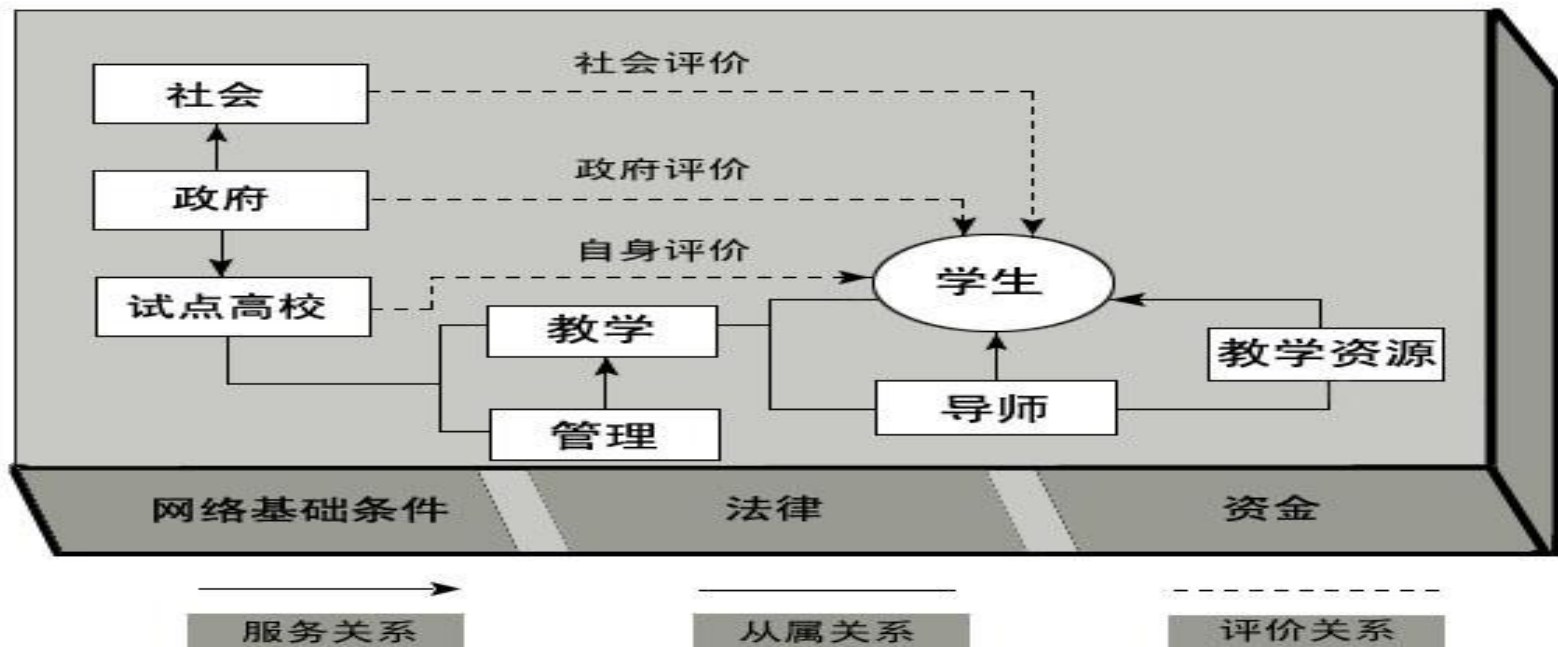 社会评价
社会
政府评价
政府
自身评价
试点高校
学生
教学
教学资源
导师
管理
网络基础条件
法律
资金
服务关系
从属关系
评价关系